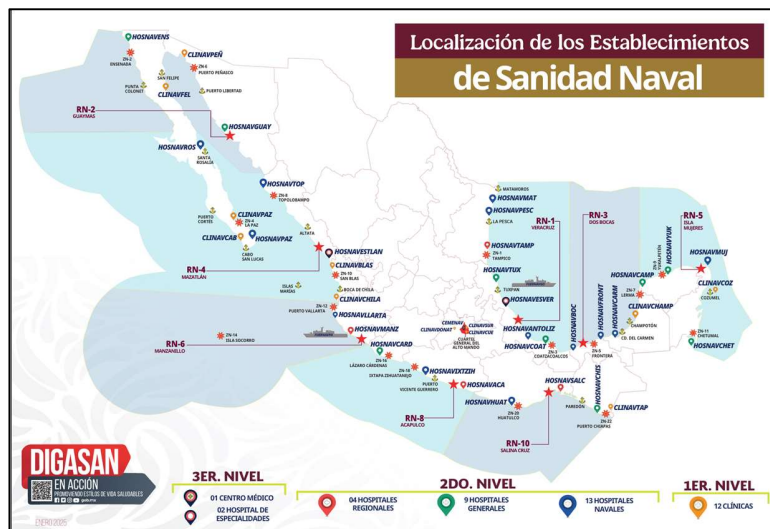 Localización de los Establecimientos
de Sanidad Naval
HOSNAVENS
ZN-2
ENSENADA
CLINAVPEÑ
PUERTO PEÑASCO
SAN FELIPE
CLINAVFEL
PUNTA
COLONET
PUERTO LIBERTAD
RN-2
GUAYMAS
HOSNAVGUAY
HOSNAVROS
SANTA
ROSALÍA
HOSNAVTOP
ZN-8
TOPOLOBAMPO
PUERTO
CORTÉS
CLINAVPAZ
ZN-4
LA PAZ
CLINAVCAB
HOSNAVPAZ
CABO
SAN LUCAS
ALTATA
RN-4
MAZATLÁN
HOSNAVESTLAN
CLINAVBLAS
ZN-10
SAN BLAS
ISLAS
MARÍAS
BOCA DE CHILA
CLINAVCHILA
ZN-12
PUERTO VALLARTA
HOSNAVLLARTA
RN-6
MANZANILLO
ZN-14
ISLA SOCORRO
HOSNAVMANZ
HOSNAVCARD
ZN-16
LÁZARO CÁRDENAS
ZN-18
IXTAPA ZIHUATANEJO
HOSNAVIXTIZIH
PUERTO
VICENTE GUERRERO
RN-8
ACAPULCO
HOSNAVACA
HOSNAVHUAT
ZN-20
HUATULCO
RN-10
SALINA CRUZ
HOSNAVSALC
PAREDÓN
HOSNAVCHIS
ZN-22
PUERTO CHIAPAS
CLINAVTAP
CEMENAV
CLINAVSUR
CLINAVCUR
CUARTEL
GENERAL DEL
ALTO MANDO
MATAMOROS
HOSNAVMAT
HOSNAVPESC
LA PESCA
HOSNAVTAMP
ZN-1
TAMPICO
HOSNAVTUX
TUXPAN
RN-1
VERACRUZ
HOSNAVESVER
HOSNAVANTOLIZ
HOSNAVCOAT
ZN-3
COATZACOALCOS
RN-3
DOS BOCAS
HOSNAVBOC
HOSNAVFRONT
ZN-5
FRONTERA
HOSNAVCARM
CD. DEL CARMEN
HOSNAVCAMP
ZN-7
LERMA
CLINAVCHAMP
CHAMPOTÓN
ZN-9
YUKALPETÉN
HOSNAVYUK
RN-5
ISLA
MUJERES
HOSNAVMUJ
CLINAVCOZ
COZUMEL
ZN-11
CHETUMAL
HOSNAVCHET
DIGASAN
EN ACCIÓN
PROMOVIENDO ESTILOS DE VIDA SALUDABLES
gob.mx
ENERO 2025
3ER. NIVEL
01 CENTRO MÉDICO
02 HOSPITAL DE
ESPECIALIDADES
2DO. NIVEL
04 HOSPITALES
REGIONALES
9 HOSPITALES
GENERALES
13 HOSPITALES
NAVALES
1ER. NIVEL
12 CLÍNICAS